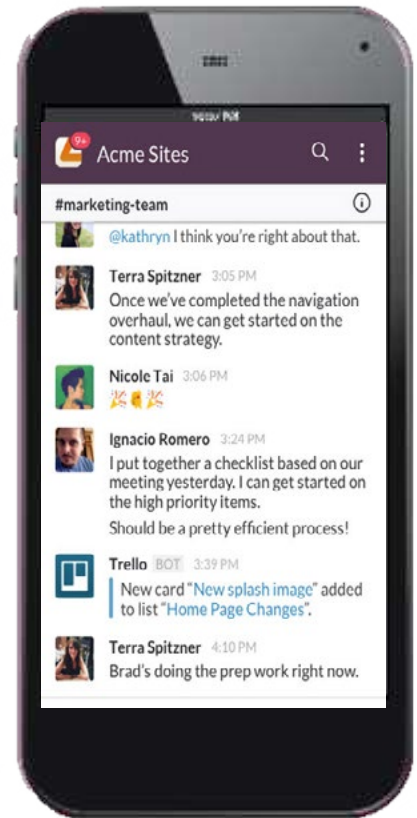 9+
Acme Sites
#marketing-team
@kathryn I think you're right about that.
Terra Spitzner 3:05 PM
Once we've completed the navigation
overhaul, we can get started on the
content strategy.
Nicole Tai 3:06 PM
Ignacio Romero 3:24 PM
I put together a checklist based on our
meeting yesterday. I can get started on
the high priority items.
Should be a pretty efficient process!
Trello BOT 3:39 PM
New card “New splash image” added
to list “Home Page Changes”.
Terra Spitzner 4:10 PM
Brad's doing the prep work right now.